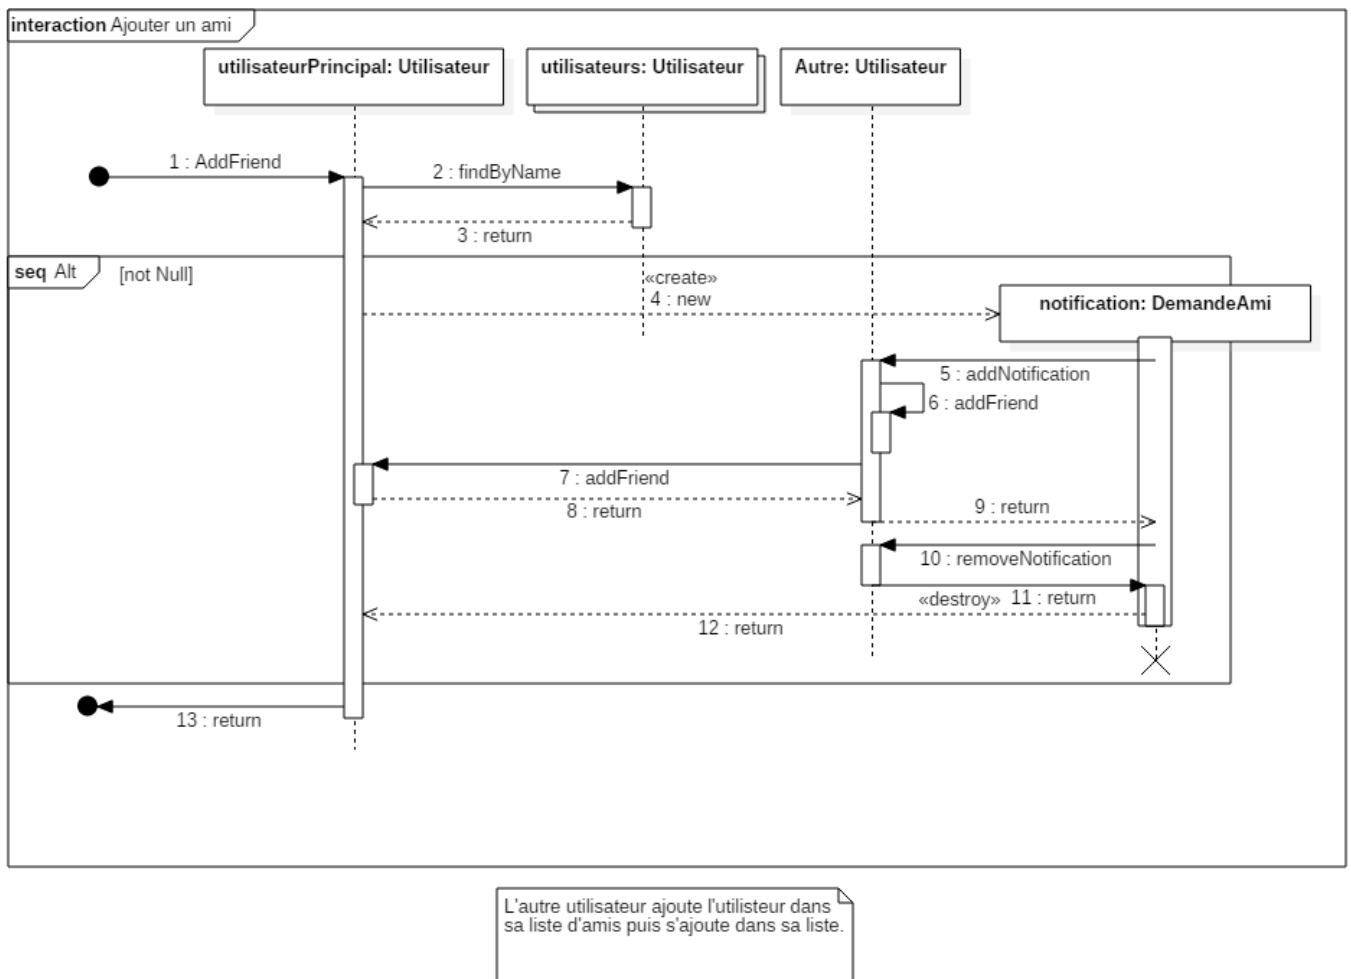 interaction Ajouter un ami
utilisateurPrincipal: Utilisateur
utilisateurs: Utilisateur
Autre: Utilisateur
1 : AddFriend
2 : findByName
3 : return
seq Alt
[not Null]
«create»
4 : new
notification: DemandeAmi
5 : addNotification
6 : addFriend
7 : addFriend
8 : return
9 : return
10 : removeNotification
«destroy» 11 : return
12 : return
13 : return
L'autre utilisateur ajoute l'utilisteur dans
sa liste d'amis puis s'ajoute dans sa liste.